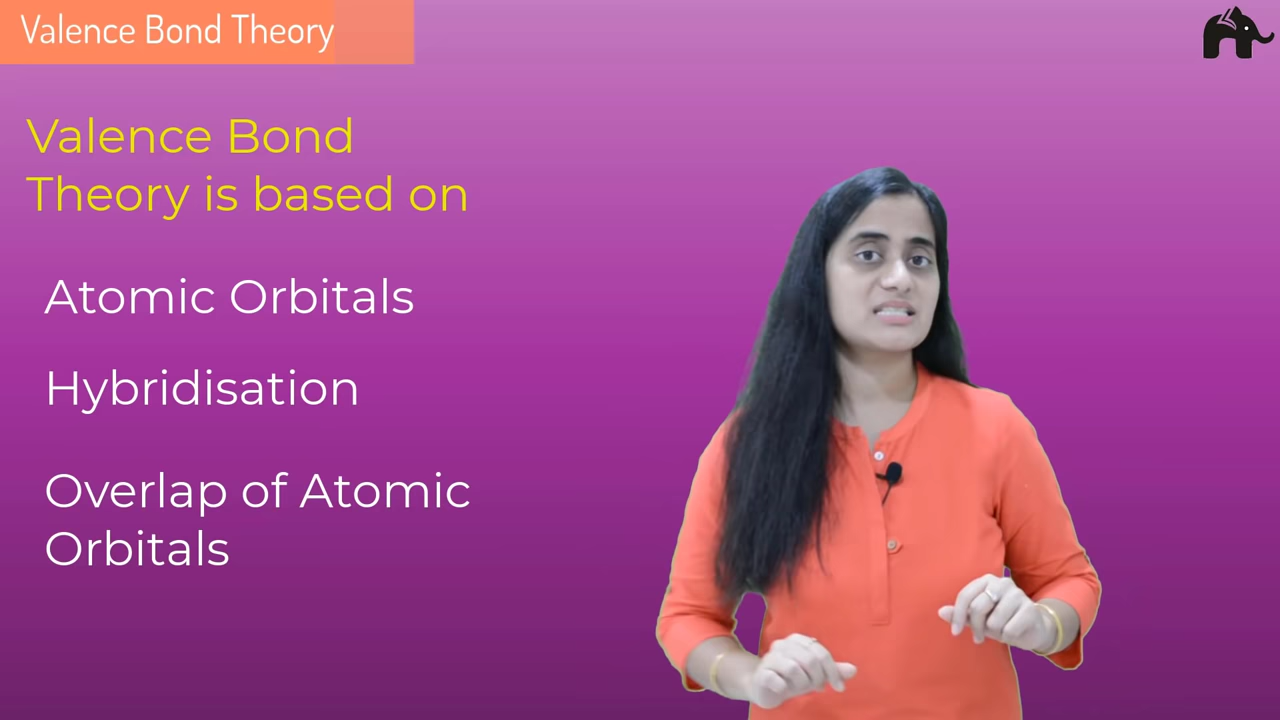 Valence Bond Theory
Valence Bond
Theory is based on
Atomic Orbitals
Hybridisation
Overlap of Atomic
Orbitals